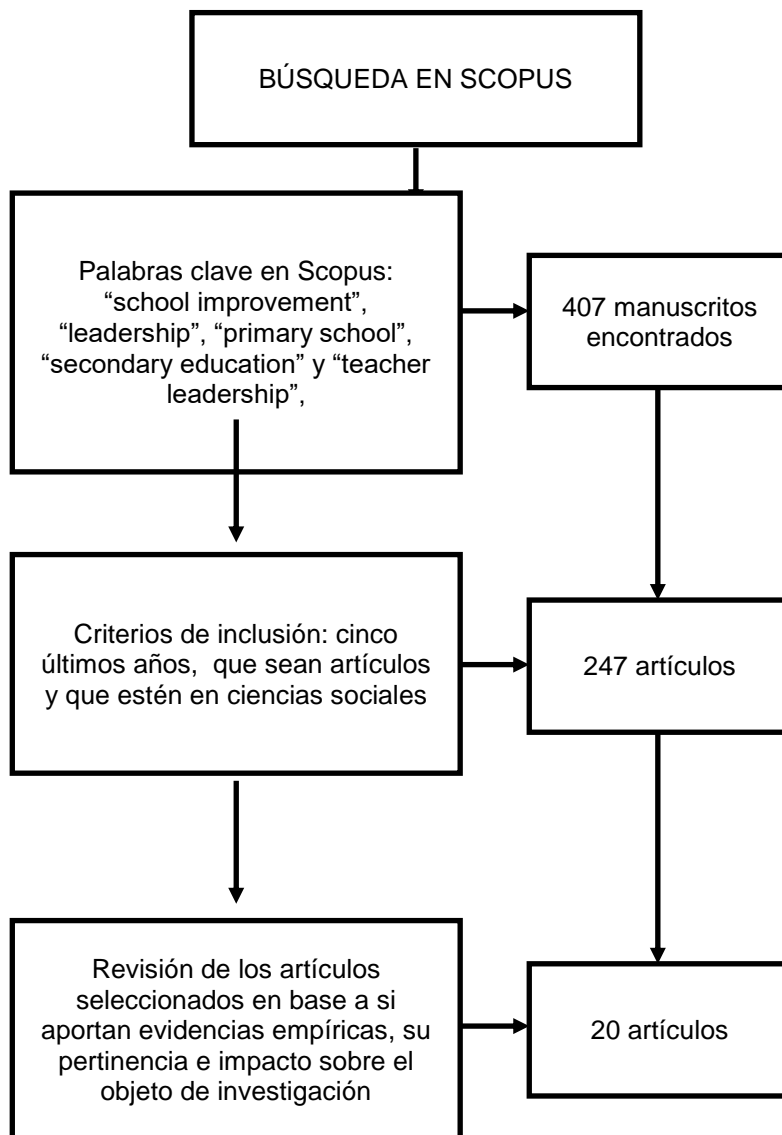 BÚSQUEDA EN SCOPUS
Palabras clave en Scopus:
“school improvement”,
“leadership”, “primary school”,
“secondary education” y “teacher
leadership”,
407 manuscritos
encontrados
Criterios de inclusión: cinco
últimos años,  que sean artículos
y que estén en ciencias sociales
247 artículos
Revisión de los artículos
seleccionados en base a si
aportan evidencias empíricas, su
pertinencia e impacto sobre el
objeto de investigación
20 artículos